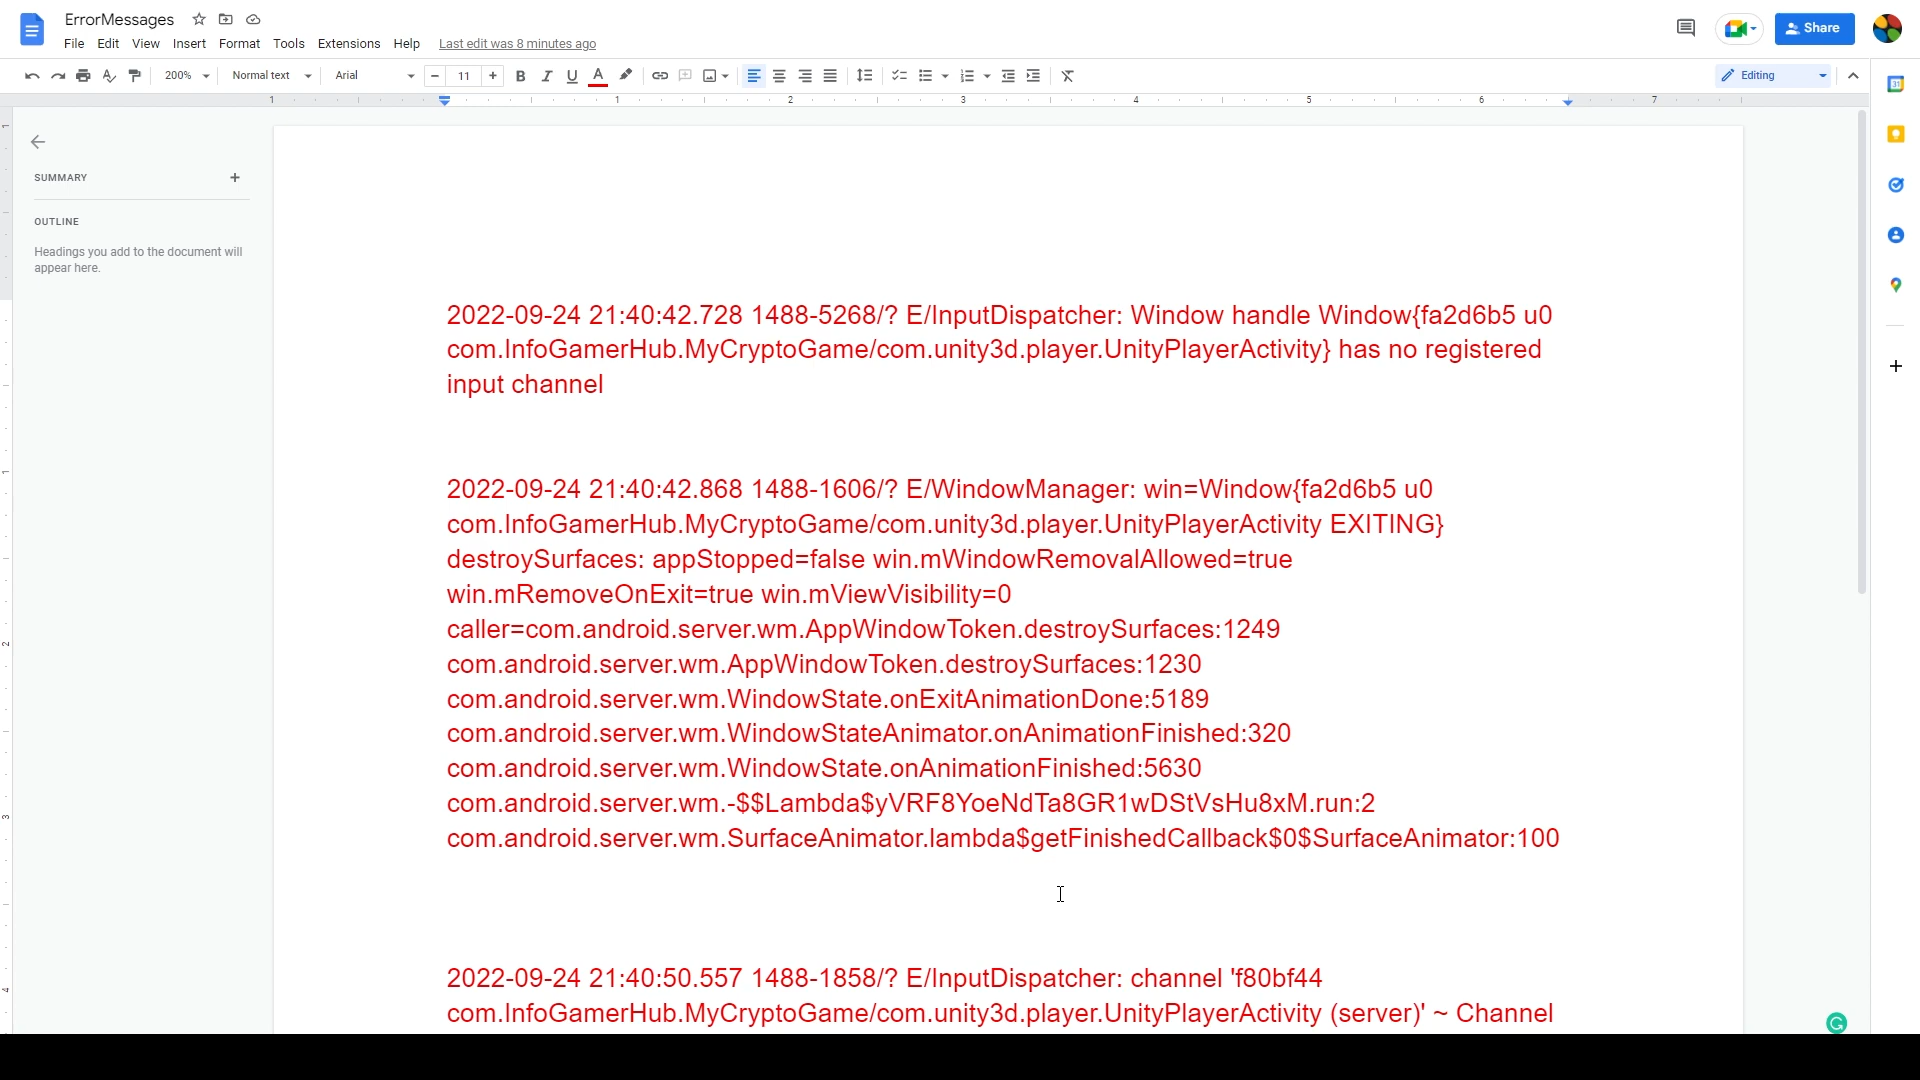 ErrorMessages
File Edit View Insert Format Tools Extensions Help Last edit was 8 minutes ago
Share
200% Normal text Arial 11 Editing
1 1 2 3 4 5 6 7
SUMMARY
OUTLINE
Headings you add to the document will
appear here.
2022-09-24 21:40:42.728 1488-5268/? E/InputDispatcher: Window handle Window{fa2d6b5 u0
com.InfoGamerHub.MyCryptoGame/com.unity3d.player.UnityPlayerActivity} has no registered
input channel
2022-09-24 21:40:42.868 1488-1606/? E/WindowManager: win=Window{fa2d6b5 u0
com.InfoGamerHub.MyCryptoGame/com.unity3d.player.UnityPlayerActivity EXITING}
destroySurfaces: appStopped=false win.mWindowRemovalAllowed=true
win.mRemoveOnExit=true win.mViewVisibility=0
caller=com.android.server.wm.AppWindowToken.destroySurfaces:1249
com.android.server.wm.AppWindowToken.destroySurfaces:1230
com.android.server.wm.WindowState.onExitAnimationDone:5189
com.android.server.wm.WindowStateAnimator.onAnimationFinished:320
com.android.server.wm.WindowState.onAnimationFinished:5630
com.android.server.wm.-$$Lambda$yVRF8YoeNdTa8GR1wDStVsHu8xM.run:2
com.android.server.wm.SurfaceAnimator.lambda$getFinishedCallback$0$SurfaceAnimator:100
2022-09-24 21:40:50.557 1488-1858/? E/InputDispatcher: channel 'f80bf44
com.InfoGamerHub.MyCryptoGame/com.unity3d.player.UnityPlayerActivity (server)' ~ Channel